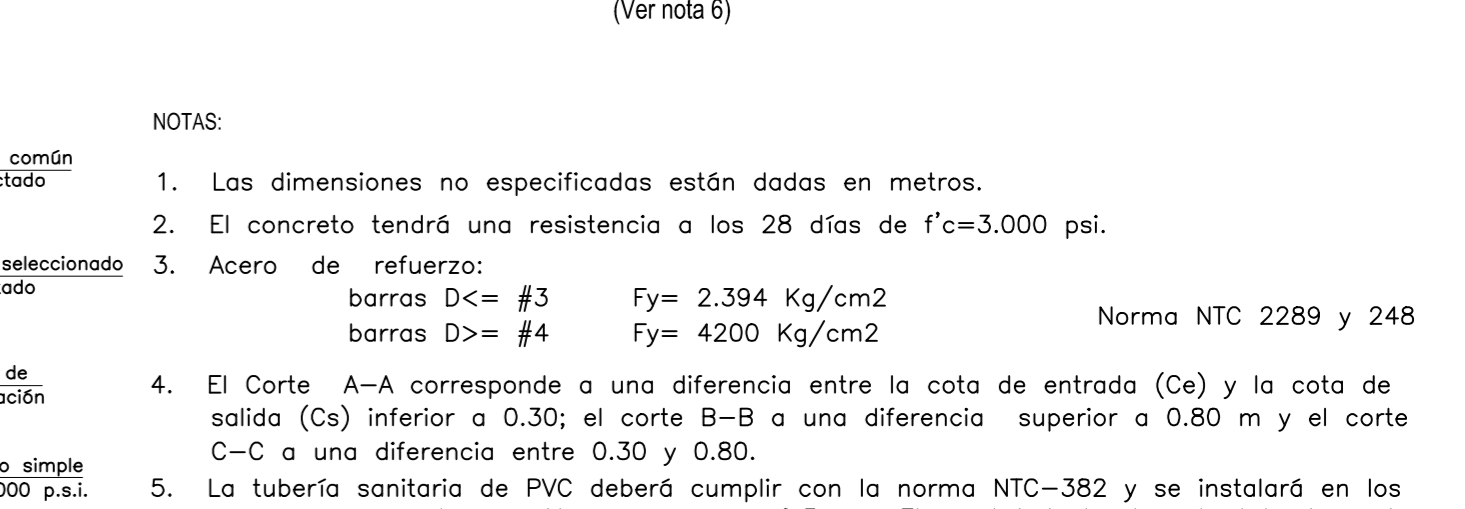 (Ver nota 6)
NOTAS:
común
1. Las dimensiones no especificadas están dadas en metros.
2. El concreto tendrá una resistencia a los 28 días de f'c=3.000 psi.
seleccionado
3. Acero de refuerzo:
barras D<= #3 Fy= 2.394 Kg/cm2
barras D>= #4 Fy= 4200 Kg/cm2
Norma NTC 2289 y 248
de
4. El Corte A-A corresponde a una diferencia entre la cota de entrada (Ce) y la cota de
salida (Cs) inferior a 0.30; el corte B-B a una diferencia superior a 0.80 m y el corte
C-C a una diferencia entre 0.30 y 0.80.
simple
p.s.i.
5. La tubería sanitaria de PVC deberá cumplir con la norma NTC-382 y se instalará en los